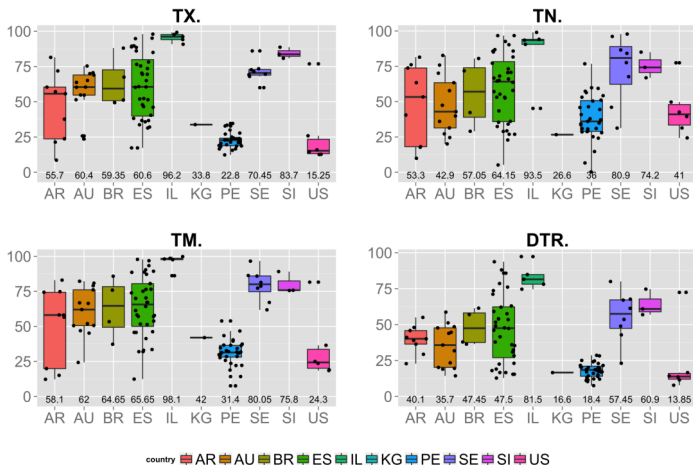 TX.
TN.
100
75
50
25
0
55.7 60.4 59.35 60.6 96.2 33.8 22.8 70.45 83.7 15.25
AR AU BR ES IL KG PE SE SI US
100
75
50
25
0
53.3 42.9 57.05 64.15 93.5 26.6 36 80.9 74.2 41
AR AU BR ES IL KG PE SE SI US
TM.
DTR.
100
75
50
25
0
58.1 62 64.65 65.65 98.1 42 31.4 80.05 75.8 24.3
AR AU BR ES IL KG PE SE SI US
100
75
50
25
0
40.1 35.7 47.45 47.5 81.5 16.6 18.4 57.45 60.9 13.85
AR AU BR ES IL KG PE SE SI US
country AR AU BR ES IL KG PE SE SI US